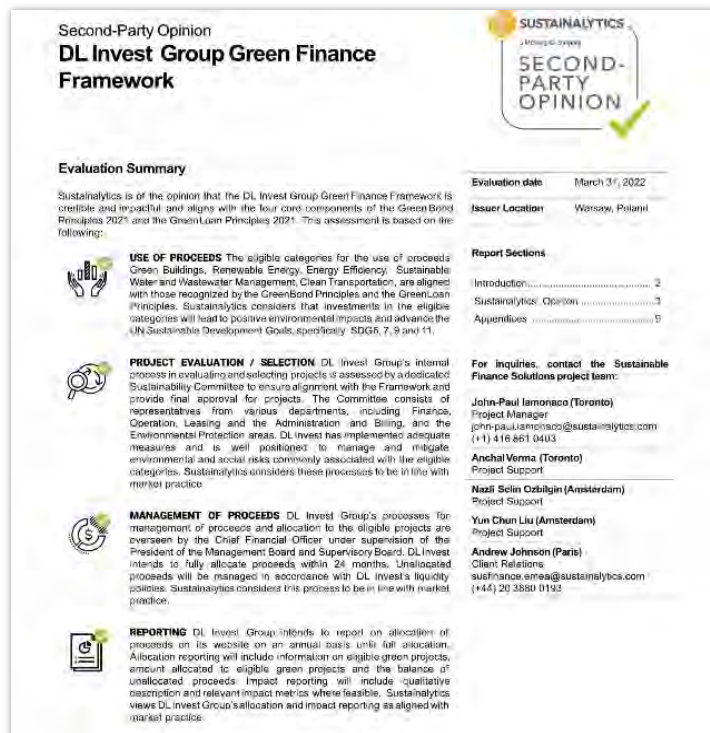 Second-Party Opinion
DL Invest Group Green Finance
Framework
SUSTAINALYTICS
SECOND-
PARTY
OPINION
Evaluation Summary
Sustainalytics is of the opinion that the DL Invest Group Green Finance Framework is
credible and impactful and aligns with the four core components of the Green Bond
Principles 2021 and the Green Loan Principles 2021. This assessment is based on the
following:
USE OF PROCEEDS The eligible categories for the use of proceeds
Green Buildings, Renewable Energy, Energy Efficiency, Sustainable
Water and Wastewater Management, Clean Transportation, are aligned
with those recognized by the GreenBond Principles and the GreenLoan
Principles. Sustainalytics considers that investments in the eligible
categories will lead to positive environmental impacts and advance the
UN Sustainable Development Goals, specifically SDG6, 7, 9 and 11.
PROJECT EVALUATION / SELECTION DL Invest Group's internal
process in evaluating and selecting projects is assessed by a dedicated
Sustainability Committee to ensure alignment with the Framework and
provide final approval for projects. The Committee consists of
representatives from various departments, including Finance,
Operation, Leasing and the Administration and Billing, and the
Environmental Protection areas. DL Invest has implemented adequate
measures and is well positioned to manage and mitigate
environmental and social risks commonly associated with the eligible
categories. Sustainalytics considers these processes to be in line with
market practice
MANAGEMENT OF PROCEEDS DL Invest Group's processes for
management of proceeds and allocation to the eligible projects are
overseen by the Chief Financial Officer under supervision of the
President of the Management Board and Supervisory Board. DL Invest
intends to fully allocate proceeds within 24 months. Unallocated
proceeds will be managed in accordance with DL Invest's liquidity
policies. Sustainalytics considers this process to be in line with market
practice.
REPORTING DL Invest Group intends to report on allocation of
proceeds on its website on an annual basis until full allocation.
Allocation reporting will include information on eligible green projects,
amount allocated to eligible green projects and the balance of
unallocated proceeds. Impact reporting will include qualitative
description and relevant impact metrics where feasible. Sustainalytics
views DL Invest Group's allocation and impact reporting as aligned with
market practice.
Evaluation date March 31, 2022
Issuer Location Warsaw, Poland
Report Sections
Introduction 2
Sustainalytics' Opinion 3
Appendices 9
For inquiries, contact the Sustainable
Finance Solutions project team:
John-Paul Iamonaco (Toronto)
Project Manager
john-paul.iamonaco@sustainalytics.com
(+1) 416 861 0403
Anchal Verma (Toronto)
Project Support
Nazli Selin Ozbilgin (Amsterdam)
Project Support
Yun Chun Liu (Amsterdam)
Project Support
Andrew Johnson (Paris)
Client Relations
susfinance.emea@sustainalytics.com
(+44) 20 3880 0193